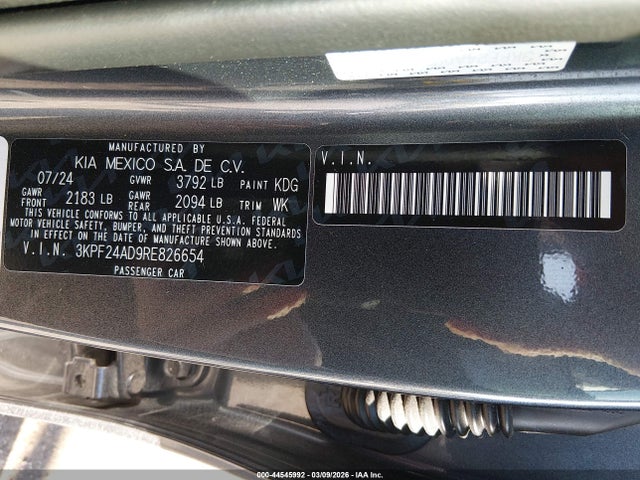 MANUFACTURED BY
KIA MEXICO S.A. DE C.V.
07/24 GVWR 3792 LB PAINT KDG
GAWR FRONT 2183 LB GAWR REAR 2094 LB TRIM WK
THIS VEHICLE CONFORMS TO ALL APPLICABLE U.S.A. FEDERAL
MOTOR VEHICLE SAFETY, BUMPER, AND THEFT PREVENTION STANDARDS
IN EFFECT ON THE DATE OF MANUFACTURE SHOWN ABOVE.
V.I.N. 3KPF24AD9RE826654
PASSENGER CAR
V.I.N.
000-44545992 | 03/09/2026 | IAA Inc.